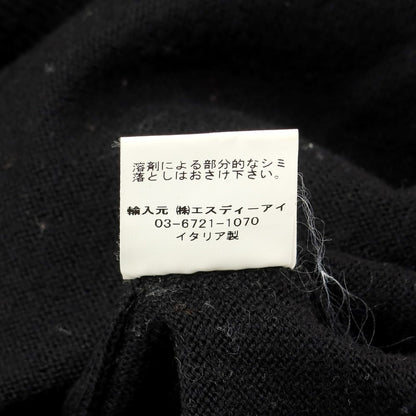 溶剤による部分的なシミ
落としはおさけ下さい。
輸入元 ㈱エスディーアイ
03-6721-1070
イタリア製